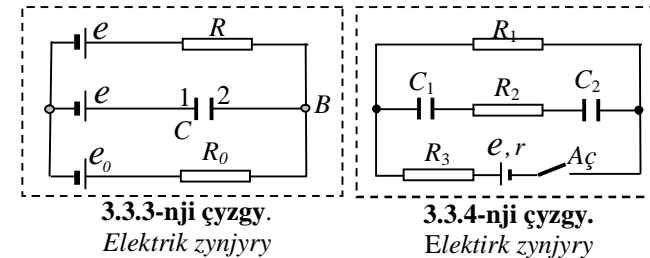 e R
e 1 2 B
C
e0 R0
3.3.3-nji çyzgy.
Elektrik zynjyry
R1
C1 R2 C2
R3 e,r Aç
3.3.4-nji çyzgy.
Elektirk zynjyry